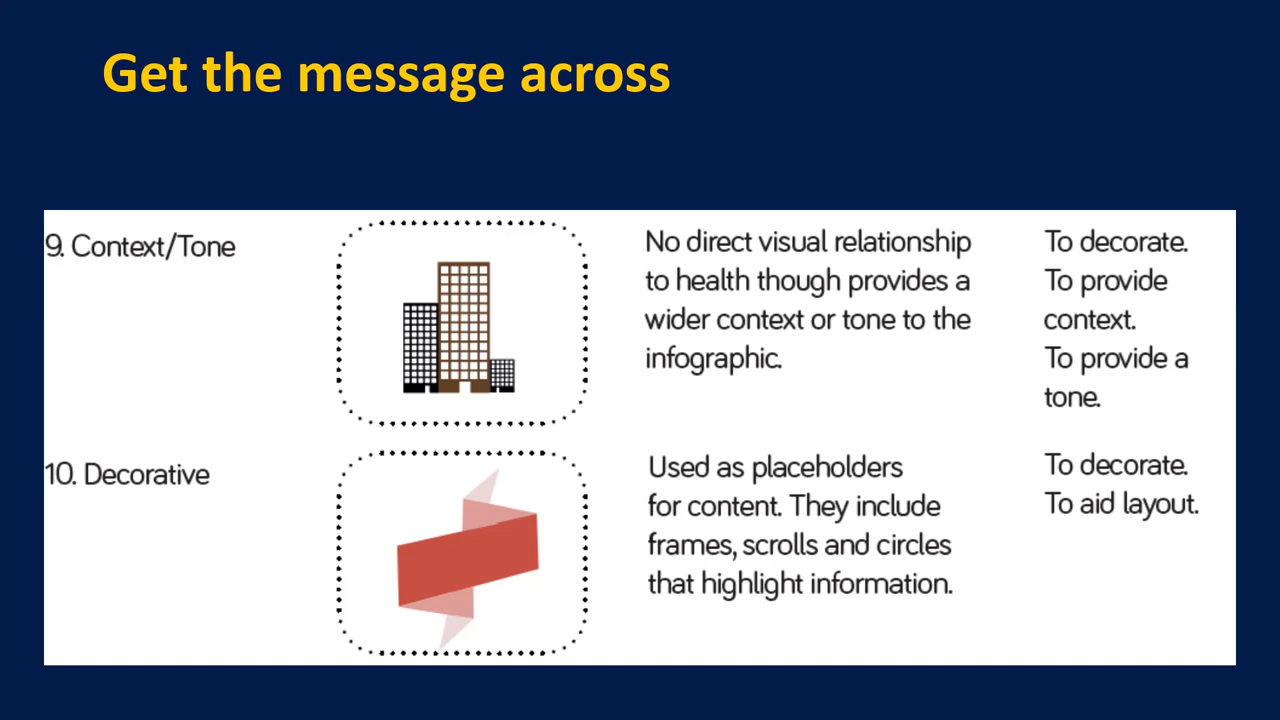 Get the message across
9. Context/Tone
No direct visual relationship
to health though provides a
wider context or tone to the
infographic.
To decorate.
To provide
context.
To provide a
tone.
10. Decorative
Used as placeholders
for content. They include
frames, scrolls and circles
that highlight information.
To decorate.
To aid layout.